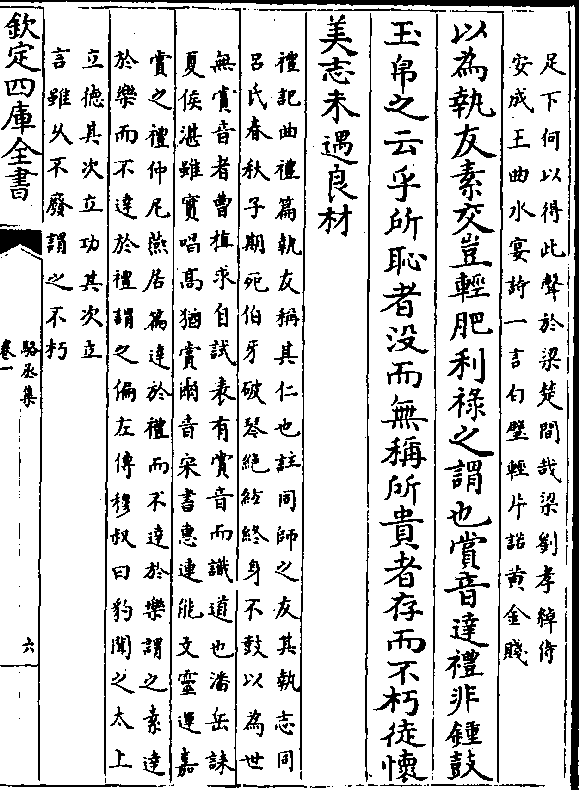 足下何以得此聲於梁楚間哉梁劉孝綽侍
安成王曲水宴詩一言白璧輕片諾黄金賤
以為執友素交豈輕肥利祿之謂也賞音達禮非鍾鼓
玉帛之云乎所恥者没而無稱所貴者存而不朽徒懷
美志未遇良材
禮記曲禮篇執友稱其仁也註同師之友其執志同
呂氏春秋子期死伯牙破琴絶絃終身不鼓以為世
無賞音者曹植求自試表有賞音而識道也潘岳誄
夏侯湛雖實唱髙猶賞爾音宋書惠連能文靈運嘉
賞之禮仲尼燕居篇達於禮而不達於樂謂之素達
於樂而不達於禮謂之偏左傳穆叔曰豹聞之太上
立德其次立功其次立
言雖久不廢謂之不朽
欽定四庫全書
駱丞集
卷一
六